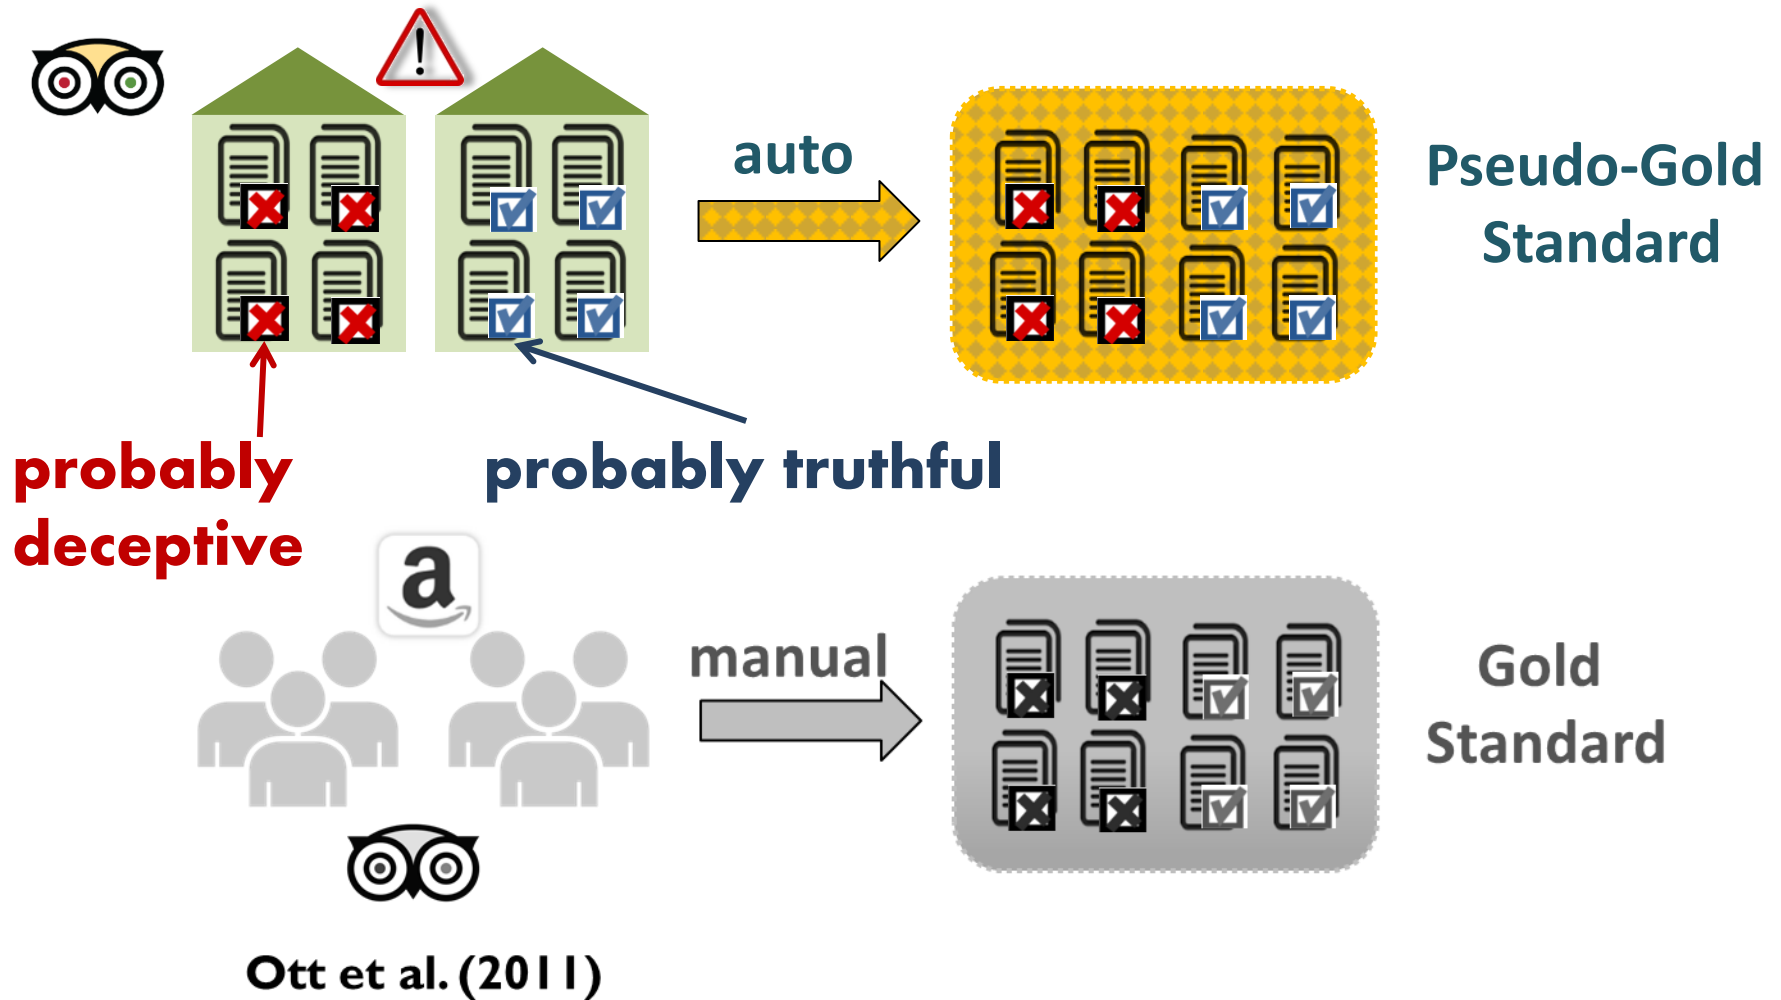 auto
Pseudo-Gold
Standard
probably
deceptive
probably truthful
a
manual
Gold
Standard
Ott et al. (2011)